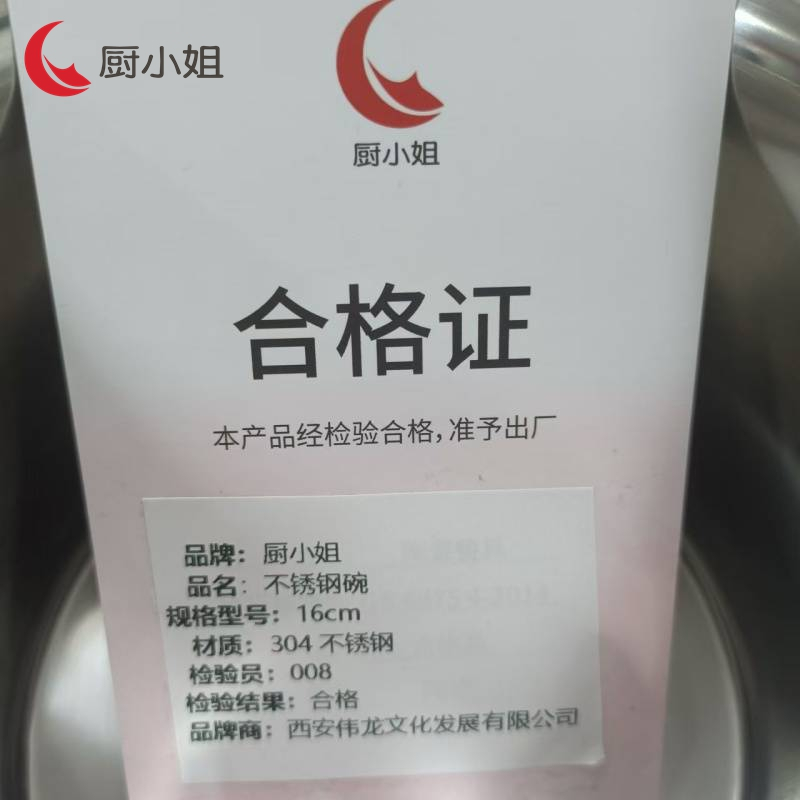 厨小姐
厨小姐
合格证
本产品经检验合格,准予出厂
品牌：厨小姐
品名：不锈钢碗
规格型号：16cm
材质：304 不锈钢
检验员：008
检验结果：合格
品牌商：西安伟龙文化发展有限公司